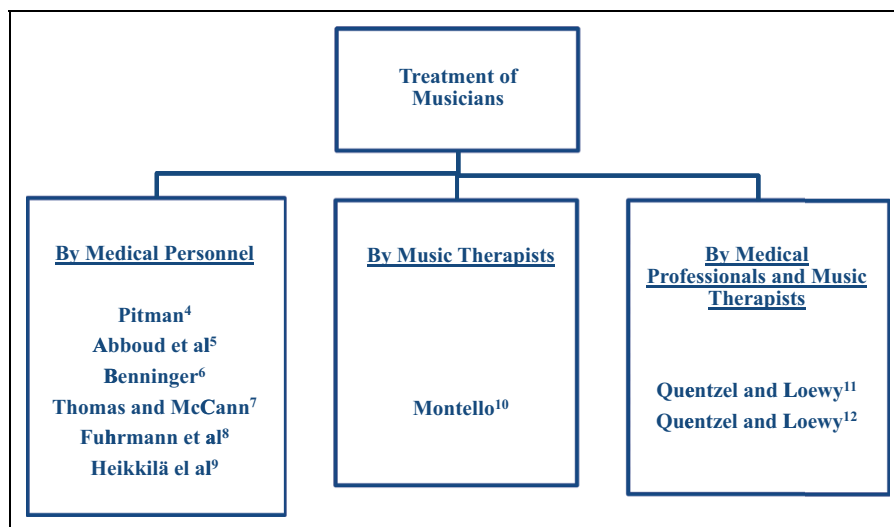 Treatment of
Musicians
By Medical Personnel
Pitman⁴
Abboud et al⁵
Benninger⁶
Thomas and McCann⁷
Fuhrmann et al⁸
Heikkilä el al⁹
By Music Therapists
Montello¹⁰
By Medical
Professionals and Music
Therapists
Quentzel and Loewy¹¹
Quentzel and Loewy¹²